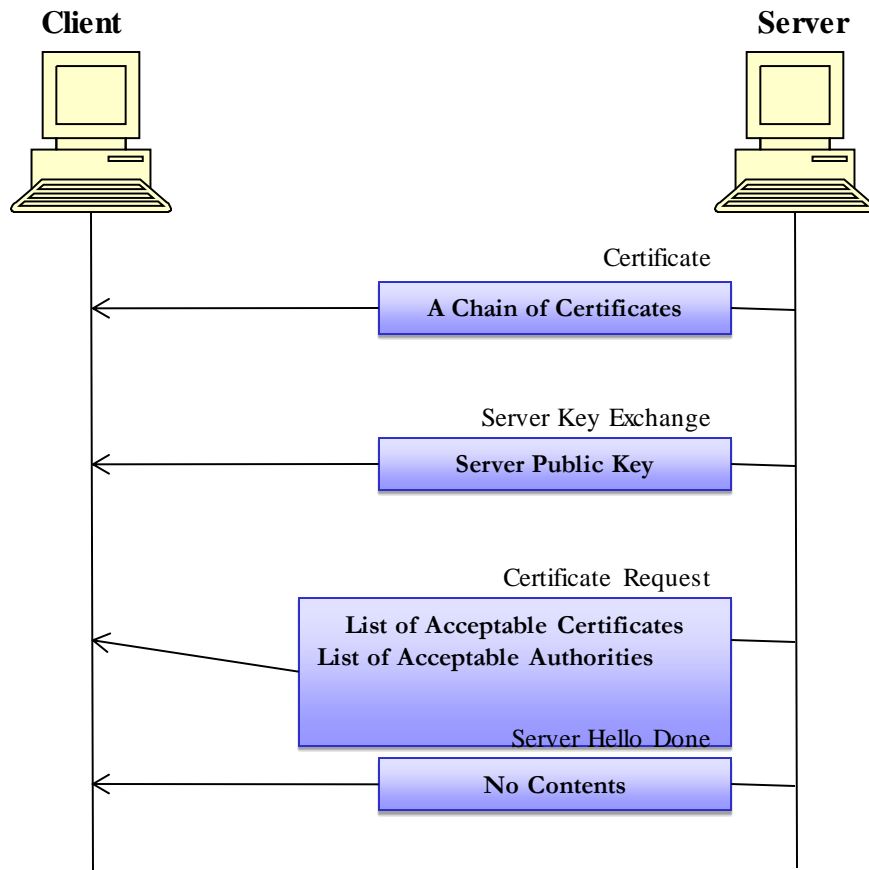 Client
Server
Certificate
A Chain of Certificates
Server Key Exchange
Server Public Key
Certificate Request
List of Acceptable Certificates
List of Acceptable Authorities
Server Hello Done
No Contents